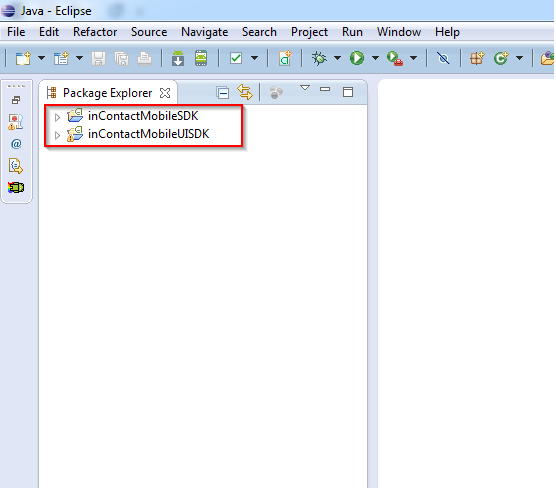 Java - Eclipse
File Edit Refactor Source Navigate Search Project Run Window Help
Package Explorer
inContactMobileSDK
inContactMobileUISDK